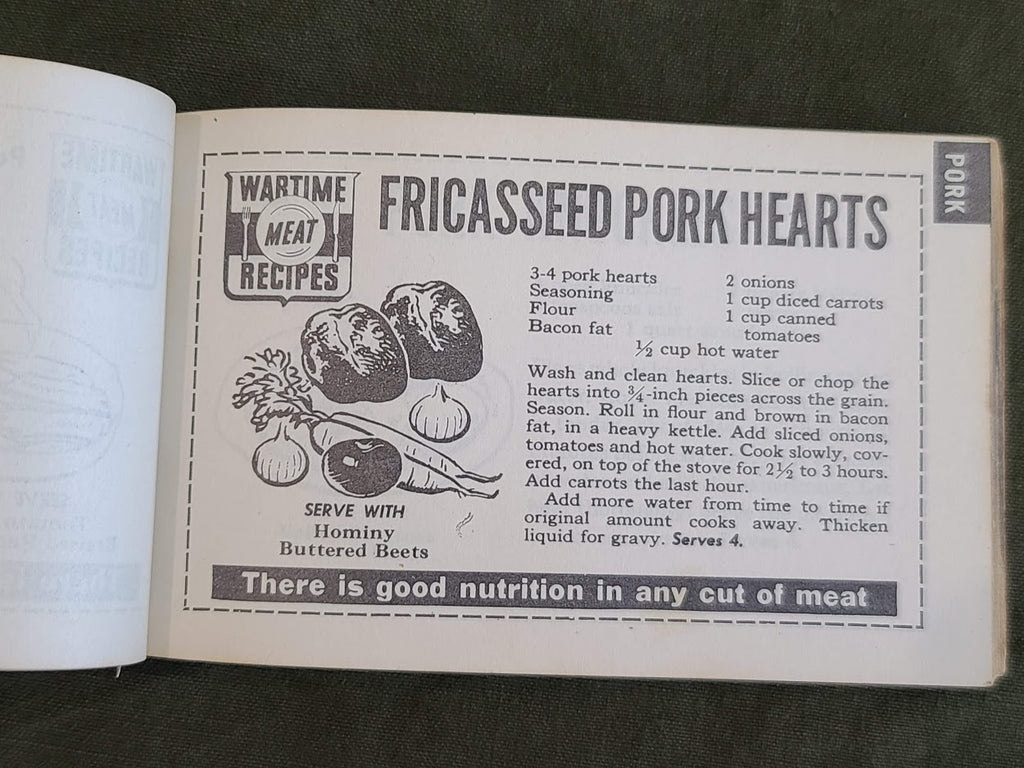 WARTIME
MEAT
RECIPES
FRICASSEED PORK HEARTS
PORK
3-4 pork hearts
Seasoning
Flour
Bacon fat
2 onions
1 cup diced carrots
1 cup canned
tomatoes
½ cup hot water
Wash and clean hearts. Slice or chop the
hearts into ¾-inch pieces across the grain.
Season. Roll in flour and brown in bacon
fat, in a heavy kettle. Add sliced onions,
tomatoes and hot water. Cook slowly, cov-
ered, on top of the stove for 2½ to 3 hours.
Add carrots the last hour.
Add more water from time to time if
original amount cooks away. Thicken
liquid for gravy. Serves 4.
SERVE WITH
Hominy
Buttered Beets
There is good nutrition in any cut of meat